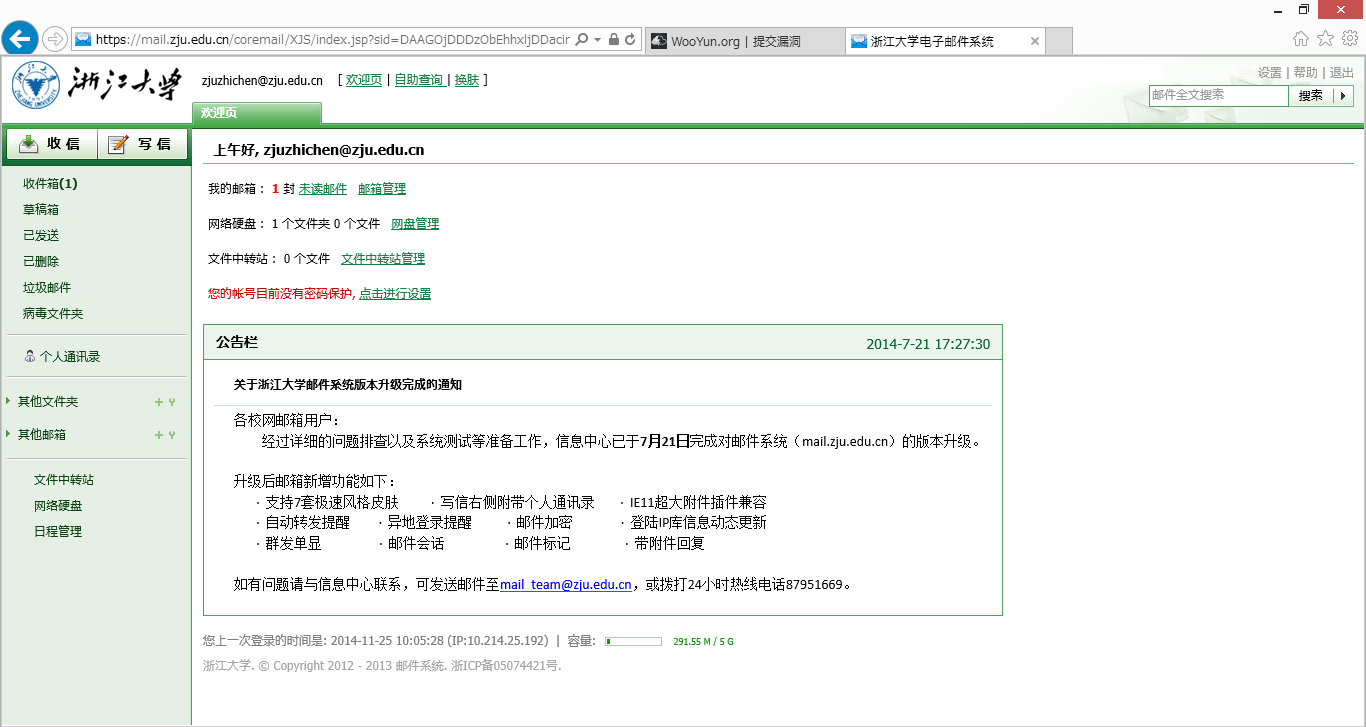 https://mail.zju.edu.cn/coremail/XJS/index.jsp?sid=DAAGOjDDDzObEhhxljDDacir
WooYun.org | 提交漏洞
浙江大学电子邮件系统
浙江大学
ZHEJIANG UNIVERSITY
zjuzhichen@zju.edu.cn [ 欢迎页 | 自助查询 | 换肤 ]
设置 | 帮助 | 退出
邮件全文搜索 搜索
欢迎页
收信 写信
收件箱(1)
草稿箱
已发送
已删除
垃圾邮件
病毒文件夹
个人通讯录
其他文件夹
其他邮箱
文件中转站
网络硬盘
日程管理
上午好, zjuzhichen@zju.edu.cn
我的邮箱： 1 封 未读邮件 邮箱管理
网络硬盘： 1 个文件夹 0 个文件 网盘管理
文件中转站： 0 个文件 文件中转站管理
您的帐号目前没有密码保护, 点击进行设置
公告栏 2014-7-21 17:27:30
关于浙江大学邮件系统版本升级完成的通知
各校网邮箱用户：
经过详细的问题排查以及系统测试等准备工作，信息中心已于7月21日完成对邮件系统（mail.zju.edu.cn）的版本升级。
升级后邮箱新增功能如下：
· 支持7套极速风格皮肤 · 写信右侧附带个人通讯录 · IE11超大附件插件兼容
· 自动转发提醒 · 异地登录提醒 · 邮件加密 · 登陆IP库信息动态更新
· 群发单显 · 邮件会话 · 邮件标记 · 带附件回复
如有问题请与信息中心联系，可发送邮件至mail_team@zju.edu.cn，或拨打24小时热线电话87951669。
您上一次登录的时间是: 2014-11-25 10:05:28 (IP:10.214.25.192) | 容量: 291.55 M / 5 G
浙江大学. © Copyright 2012 - 2013 邮件系统. 浙ICP备05074421号.